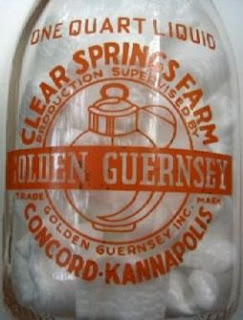 ONE QUART LIQUID
CLEAR SPRINGS FARM
PRODUCTION SUPERVISED BY
GOLDEN GUERNSEY
TRADE MARK
GOLDEN GUERNSEY INC.
CONCORD-KANNAPOLIS